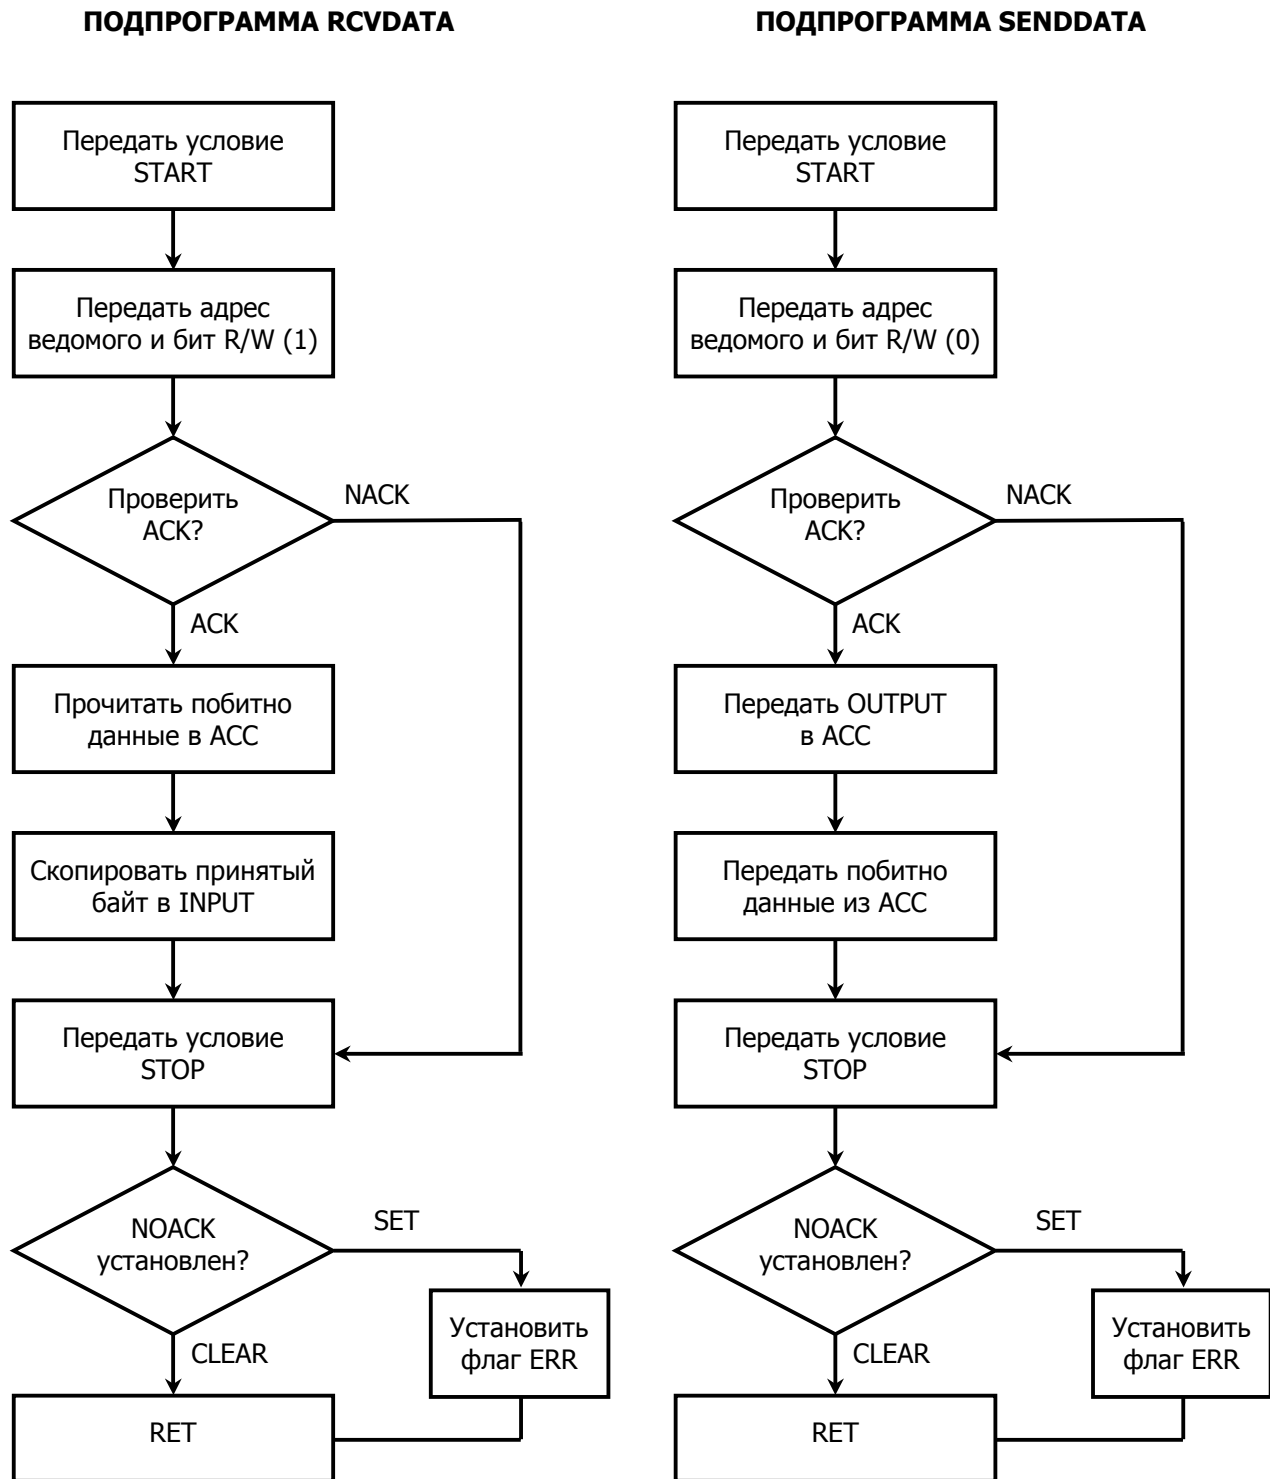 ПОДПРОГРАММА RCVDATA
Передать условие
START
Передать адрес
ведомого и бит R/W (1)
Проверить
ACK?
NACK
ACK
Прочитать побитно
данные в ACC
Скопировать принятый
байт в INPUT
Передать условие
STOP
NOACK
установлен?
SET
Установить
флаг ERR
CLEAR
RET
ПОДПРОГРАММА SENDDATA
Передать условие
START
Передать адрес
ведомого и бит R/W (0)
Проверить
ACK?
NACK
ACK
Передать OUTPUT
в ACC
Передать побитно
данные из ACC
Передать условие
STOP
NOACK
установлен?
SET
Установить
флаг ERR
CLEAR
RET